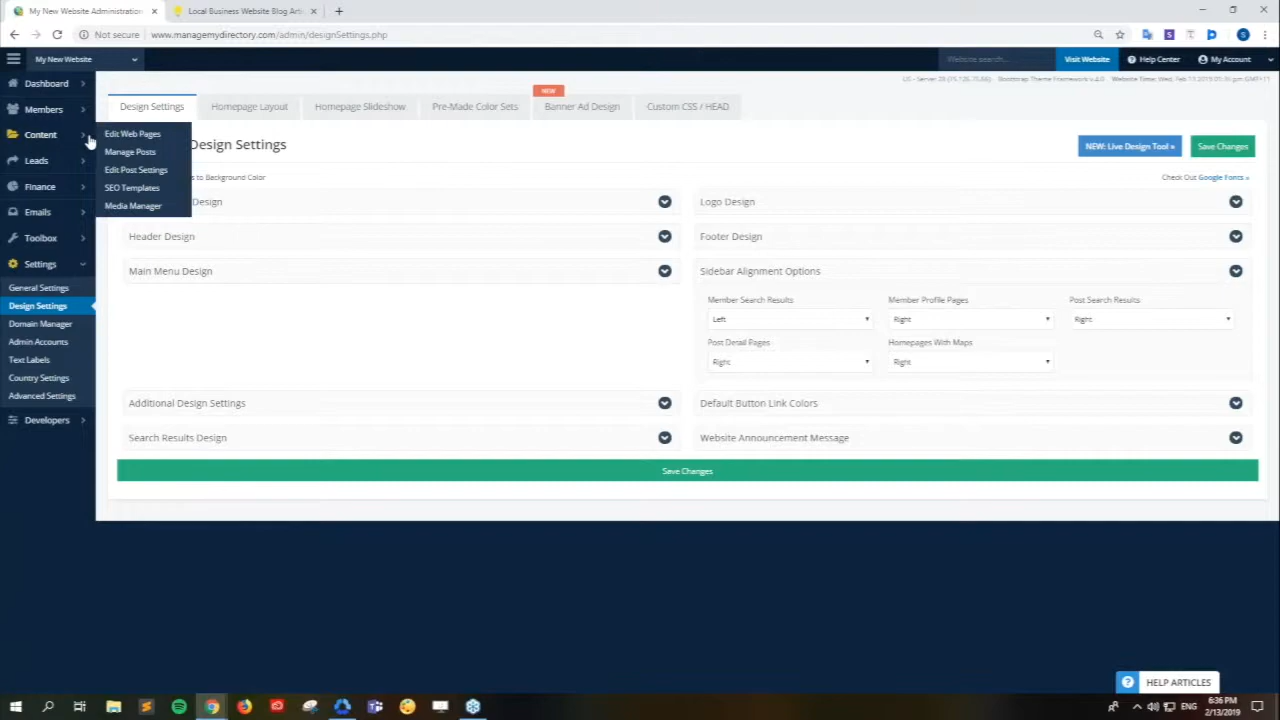 My New Website Administration
Local Business Website Blog Arti
Not secure
www.managemydirectory.com/admin/designSettings.php
My New Website
Website search...
Visit Website
Help Center
My Account
Dashboard
Members
Content
Leads
Finance
Emails
Toolbox
Settings
General Settings
Design Settings
Domain Manager
Admin Accounts
Text Labels
Country Settings
Advanced Settings
Developers
Edit Web Pages
Manage Posts
Edit Post Settings
SEO Templates
Media Manager
NEW
Design Settings
Homepage Layout
Homepage Slideshow
Pre-Made Color Sets
Banner Ad Design
Custom CSS / HEAD
Design Settings
NEW: Live Design Tool »
Save Changes
s to Background Color
Check Out Google Fonts »
Design
Logo Design
Header Design
Footer Design
Main Menu Design
Sidebar Alignment Options
Member Search Results
Member Profile Pages
Post Search Results
Left
Right
Right
Post Detail Pages
Homepages With Maps
Right
Right
Additional Design Settings
Default Button Link Colors
Search Results Design
Website Announcement Message
Save Changes
HELP ARTICLES
ENG
6:36 PM
2/13/2019